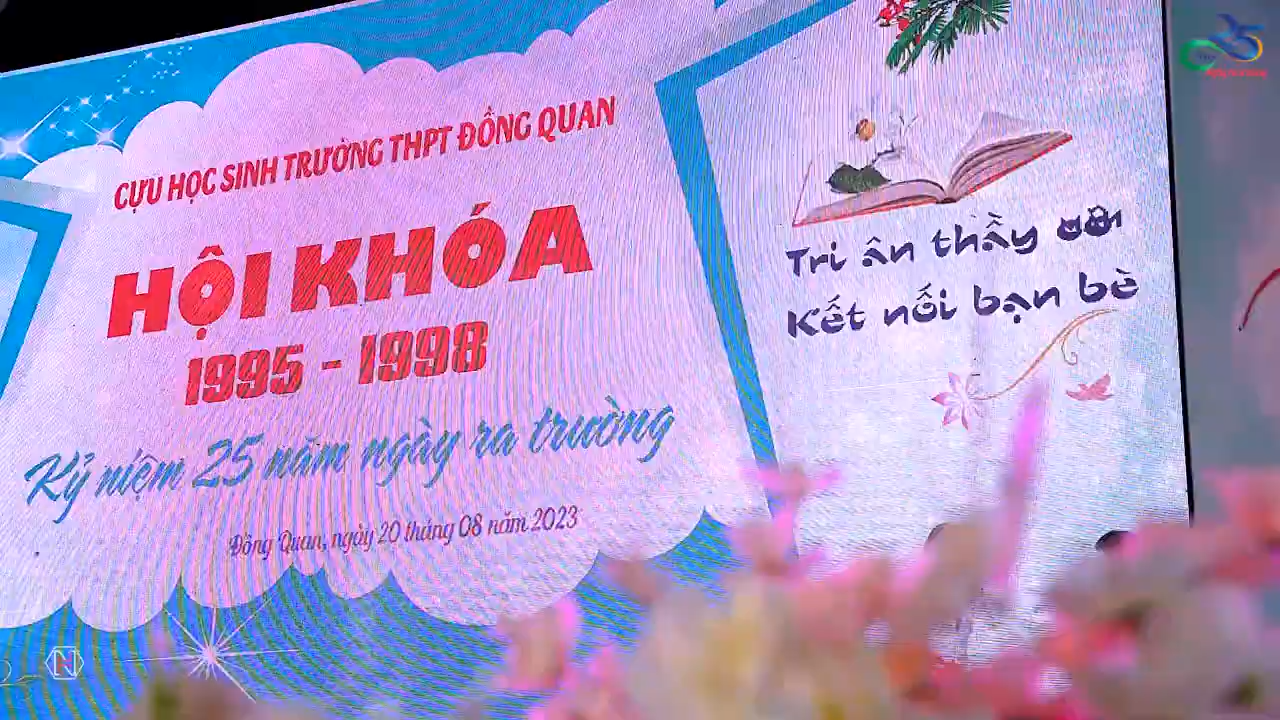 CỰU HỌC SINH TRƯỜNG THPT ĐỒNG QUAN
HỘI KHÓA
1995 - 1998
Kỷ niệm 25 năm ngày ra trường
Đồng Quan, ngày 20 tháng 08 năm 2023
Tri ân thầy
Kết nối bạn bè